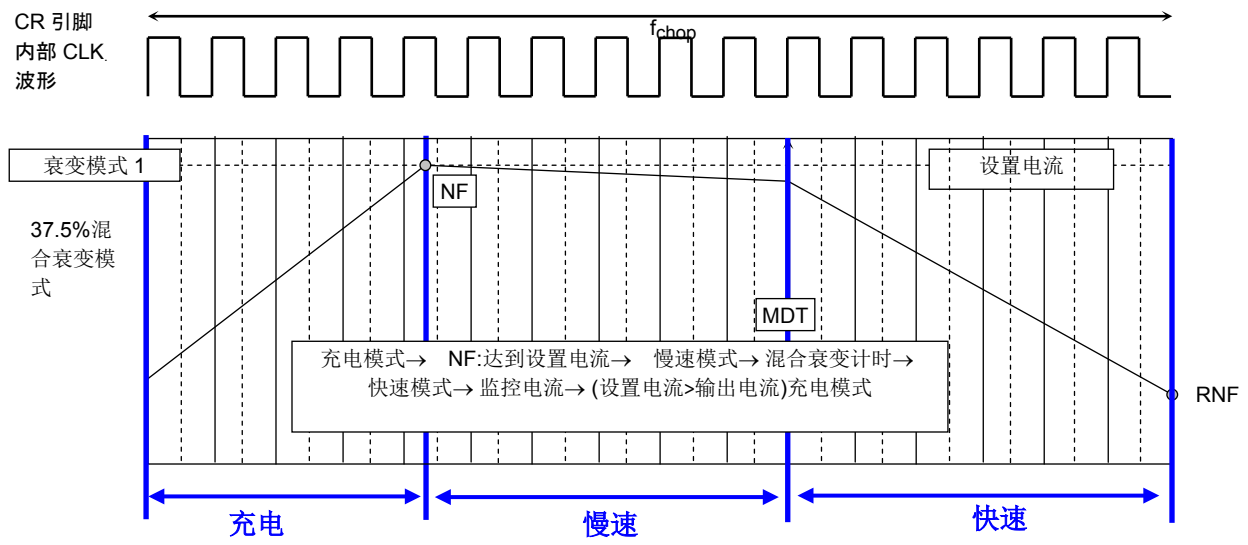 CR 引脚
内部 CLK.
波形
fchop
衰变模式 1
设置电流
NF
37.5%混
合衰变模
式
MDT
充电模式→ NF:达到设置电流→ 慢速模式→ 混合衰变计时→
快速模式→ 监控电流→ (设置电流>输出电流)充电模式
RNF
充电
慢速
快速